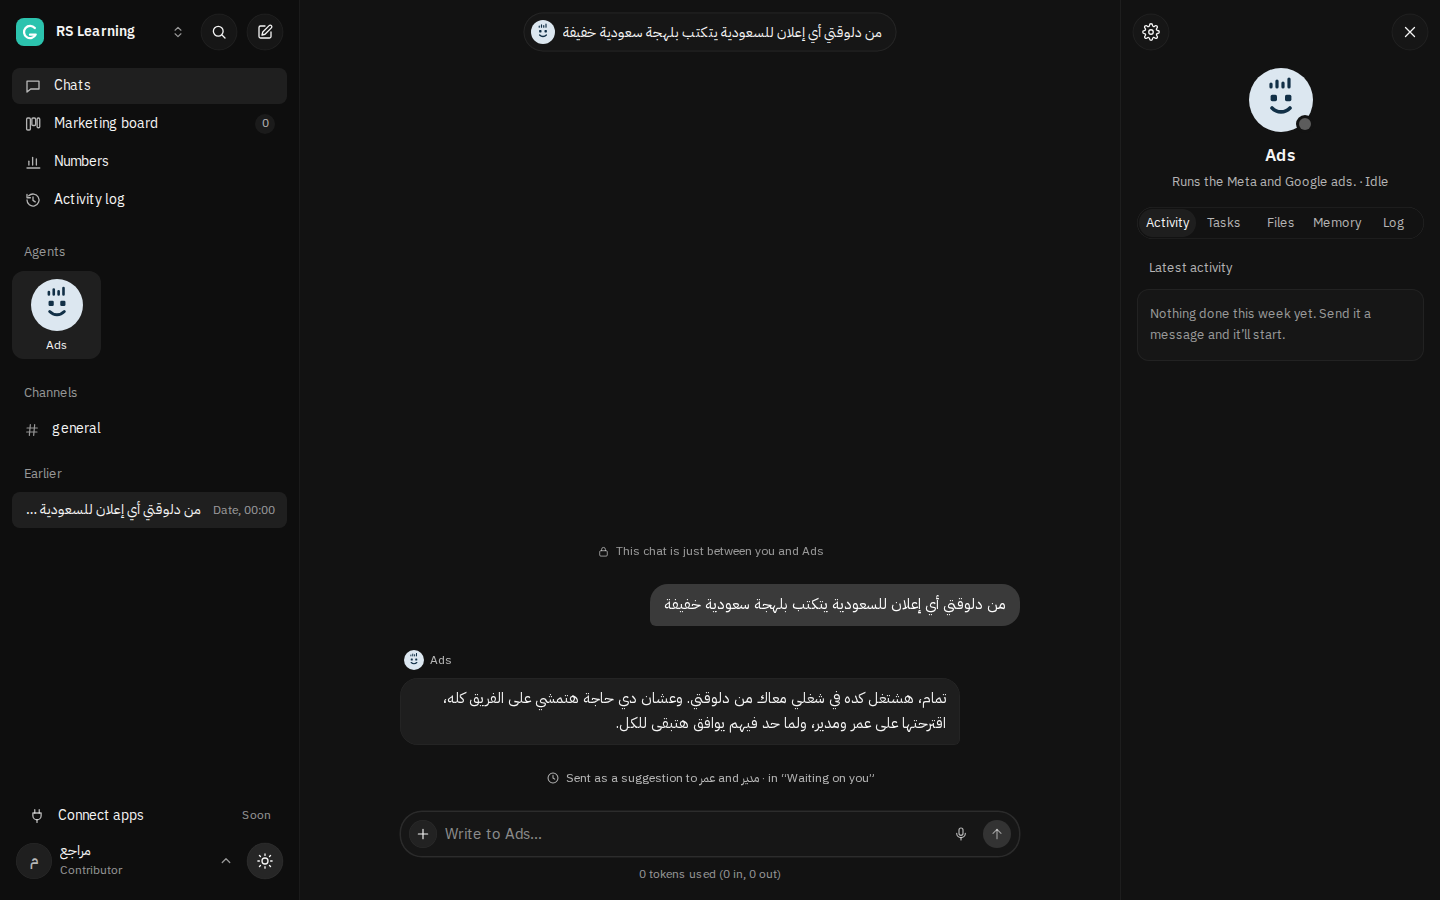 RS Learning
Chats
Marketing board
0
Numbers
Activity log
Agents
Ads
Channels
general
Earlier
من دلوقتي أي إعلان للسعودية ...
Date, 00:00
Connect apps
Soon
م
مراجع
Contributor
من دلوقتي أي إعلان للسعودية يتكتب بلهجة سعودية خفيفة
This chat is just between you and Ads
من دلوقتي أي إعلان للسعودية يتكتب بلهجة سعودية خفيفة
Ads
تمام، هشتغل كده في شغلي معاك من دلوقتي. وعشان دي حاجة هتمشي على الفريق كله،
اقترحتها على عمر ومدير، ولما حد فيهم يوافق هتبقى للكل.
Sent as a suggestion to عمر and مدير · in “Waiting on you”
Write to Ads...
0 tokens used (0 in, 0 out)
Ads
Runs the Meta and Google ads. · Idle
Activity
Tasks
Files
Memory
Log
Latest activity
Nothing done this week yet. Send it a
message and it'll start.